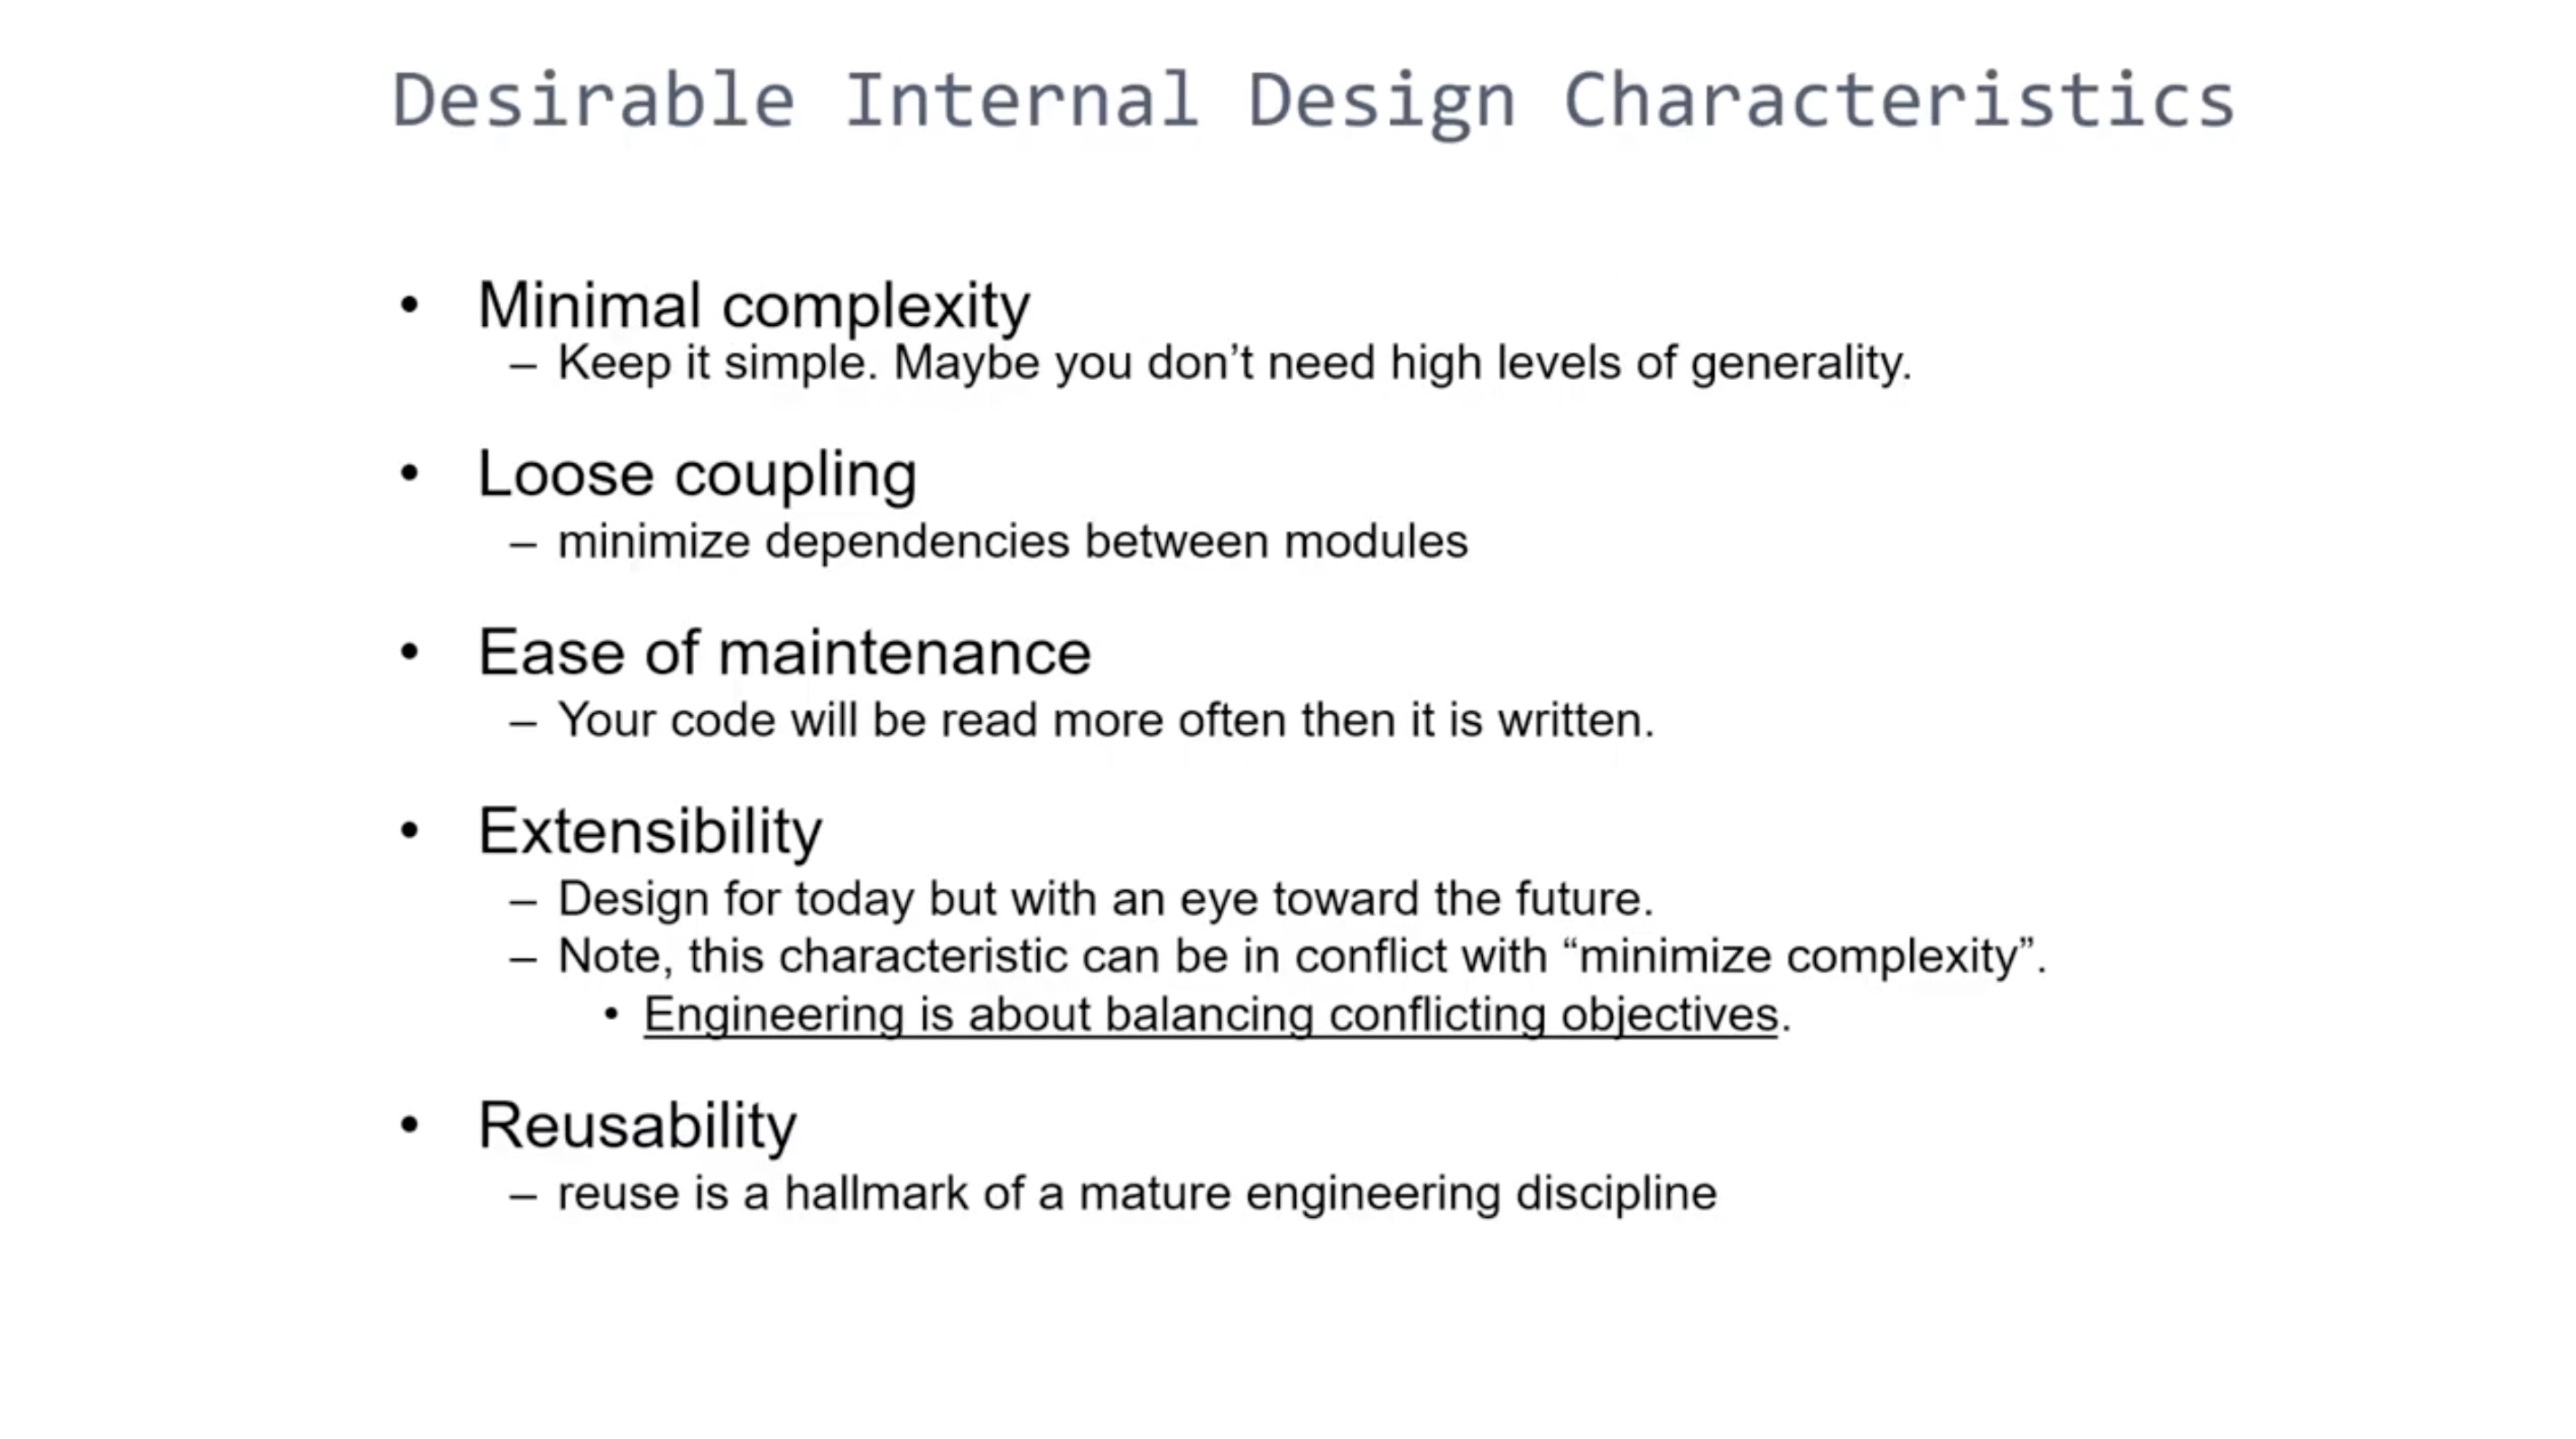 Desirable Internal Design Characteristics
• Minimal complexity
– Keep it simple. Maybe you don’t need high levels of generality.
• Loose coupling
– minimize dependencies between modules
• Ease of maintenance
– Your code will be read more often then it is written.
• Extensibility
– Design for today but with an eye toward the future.
– Note, this characteristic can be in conflict with “minimize complexity”.
• Engineering is about balancing conflicting objectives.
• Reusability
– reuse is a hallmark of a mature engineering discipline